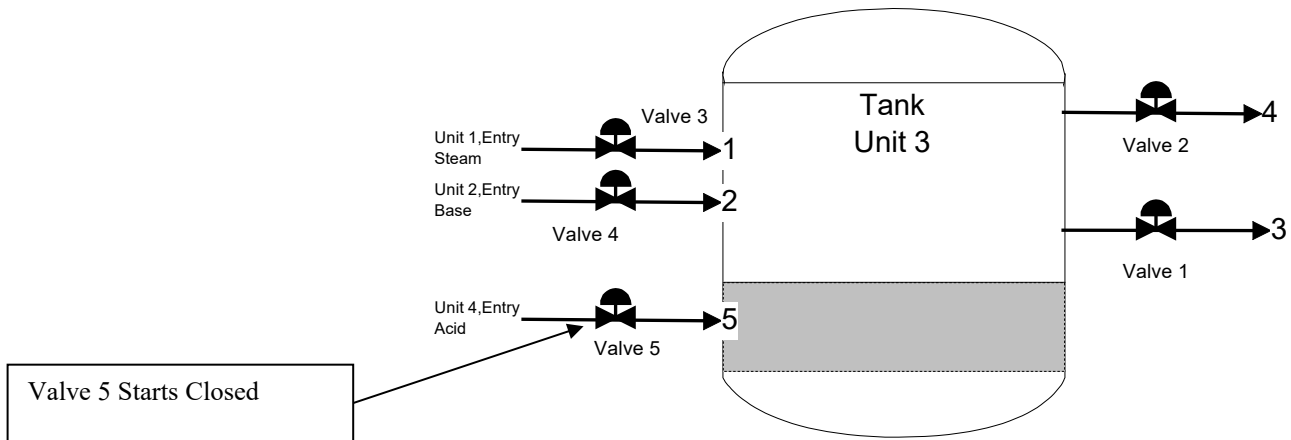 Valve 3
Tank
Unit 3
4
Valve 2
Unit 1,Entry
Steam
1
Unit 2,Entry
Base
2
Valve 4
3
Valve 1
Unit 4,Entry
Acid
5
Valve 5
Valve 5 Starts Closed